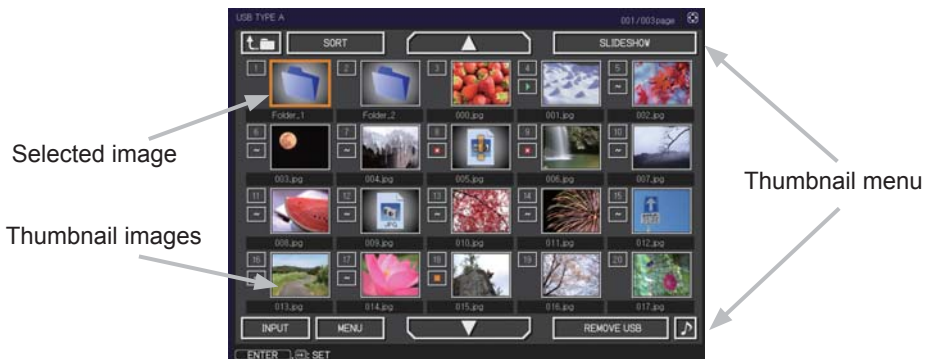 USB TYPE A 001/003page
SORT SLIDESHOW
1 2 3 4 5
Folder_1 Folder_2 000.jpg 001.jpg 002.jpg
Selected image
6 7 8 9 10
003.jpg 004.jpg 005.jpg 006.jpg 007.jpg
Thumbnail menu
11 12 13 14 15
JPG
008.jpg 009.jpg 010.jpg 011.jpg 012.jpg
Thumbnail images
16 17 18 19 20
013.jpg 014.jpg 015.jpg 016.jpg 017.jpg
INPUT MENU REMOVE USB
ENTER , : SET